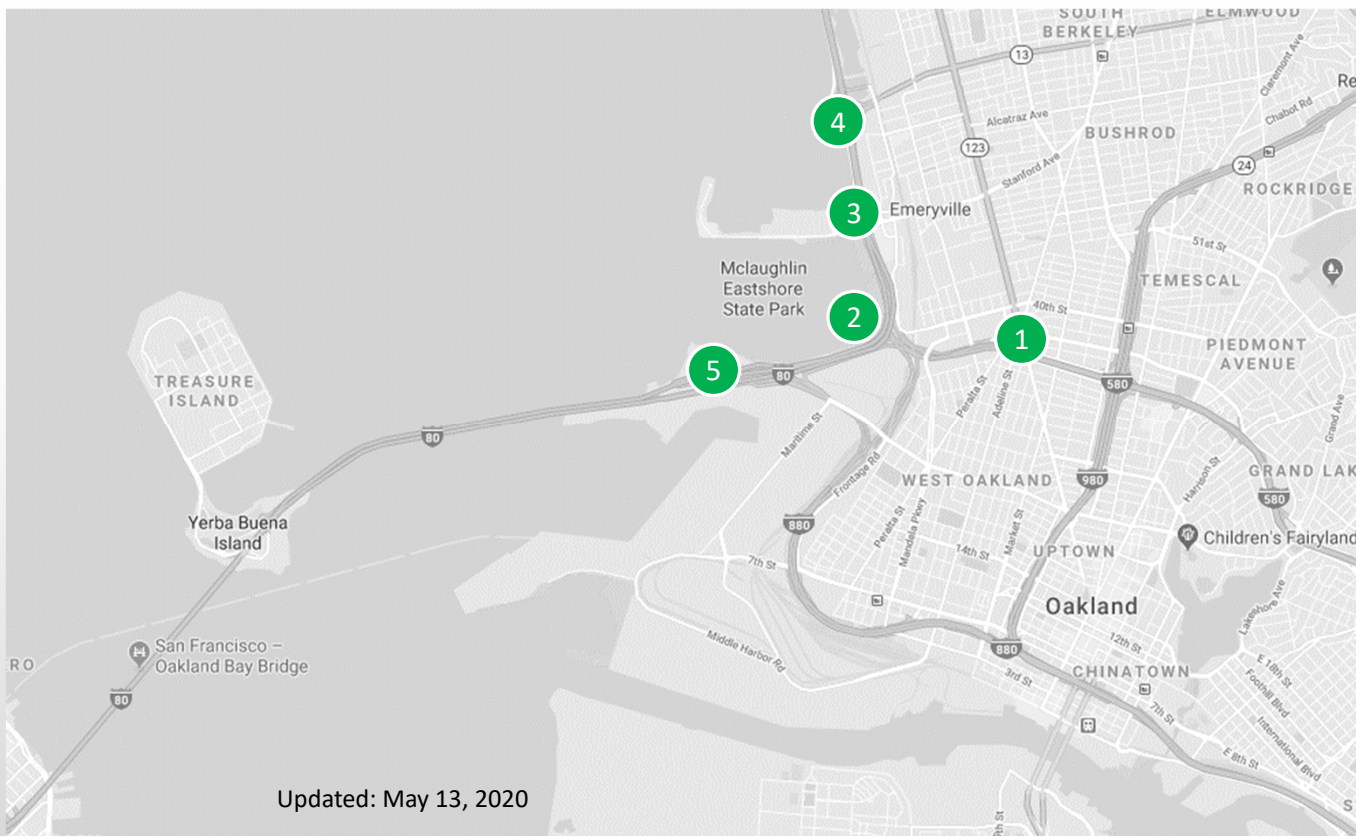 SOUTH
BERKELEY
ELMWOOD
13
Claremont Ave
Re
4
Alcatraz Ave
Chabot Rd
BUSHROD
123
Stanford Ave
24
ROCKRIDGE
3
Emeryville
51st St
Mclaughlin
Eastshore
State Park
TEMESCAL
2
40th St
1
PIEDMONT
AVENUE
5
80
580
TREASURE
ISLAND
Peralta St
Adeline St
Grand Ave
80
Maritime St
Frontage Rd
WEST OAKLAND
980
Harrison St
GRAND LAK
580
Yerba Buena
Island
880
Peralta St
Mandela Pkwy
Market St
14th St
UPTOWN
Children's Fairyland
7th St
Oakland
Lakeshore Ave
San Francisco –
Oakland Bay Bridge
ERO
Middle Harbor Rd
880
12th St
E 18th St
3rd St
CHINATOWN
Foothill Blvd
80
7th St
International Blvd
E 8th St
Updated: May 13, 2020
S